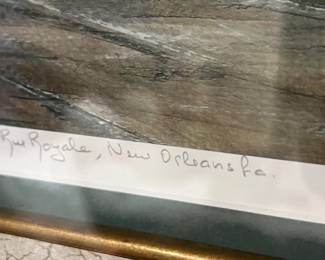 Rue Royale, New Orleans La.